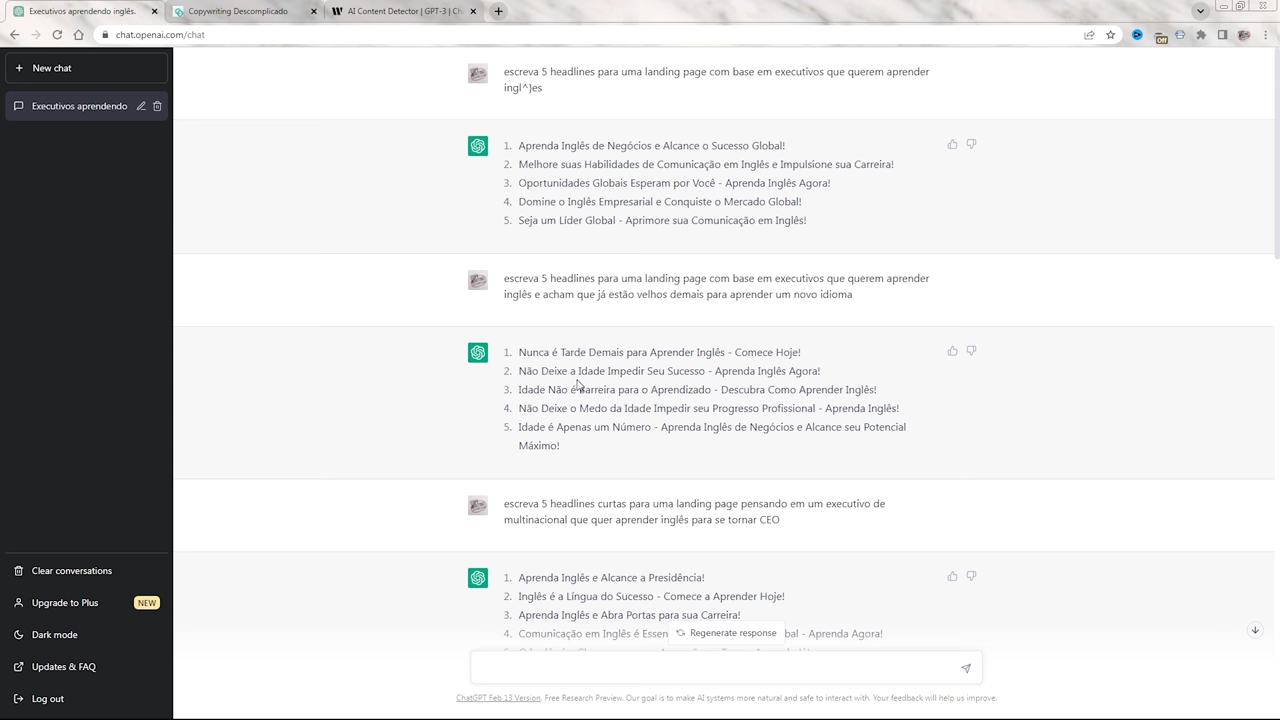 Executivos aprendendo inglês.
Copywriting Descomplicado
AI Content Detector | GPT-3 | Ch
chat.openai.com/chat
Off
New chat
Executivos aprendendo
escreva 5 headlines para uma landing page com base em executivos que querem aprender
ingl^}es
1. Aprenda Inglês de Negócios e Alcance o Sucesso Global!
2. Melhore suas Habilidades de Comunicação em Inglês e Impulsione sua Carreira!
3. Oportunidades Globais Esperam por Você - Aprenda Inglês Agora!
4. Domine o Inglês Empresarial e Conquiste o Mercado Global!
5. Seja um Líder Global - Aprimore sua Comunicação em Inglês!
escreva 5 headlines para uma landing page com base em executivos que querem aprender
inglês e acham que já estão velhos demais para aprender um novo idioma
1. Nunca é Tarde Demais para Aprender Inglês - Comece Hoje!
2. Não Deixe a Idade Impedir Seu Sucesso - Aprenda Inglês Agora!
3. Idade Não é Barreira para o Aprendizado - Descubra Como Aprender Inglês!
4. Não Deixe o Medo da Idade Impedir seu Progresso Profissional - Aprenda Inglês!
5. Idade é Apenas um Número - Aprenda Inglês de Negócios e Alcance seu Potencial
Máximo!
escreva 5 headlines curtas para uma landing page pensando em um executivo de
multinacional que quer aprender inglês para se tornar CEO
1. Aprenda Inglês e Alcance a Presidência!
2. Inglês é a Língua do Sucesso - Comece a Aprender Hoje!
3. Aprenda Inglês e Abra Portas para sua Carreira!
4. Comunicação em Inglês é Essen bal - Aprenda Agora!
Regenerate response
Clear conversations
Upgrade to Plus NEW
Dark mode
Updates & FAQ
Log out
ChatGPT Feb 13 Version. Free Research Preview. Our goal is to make AI systems more natural and safe to interact with. Your feedback will help us improve.